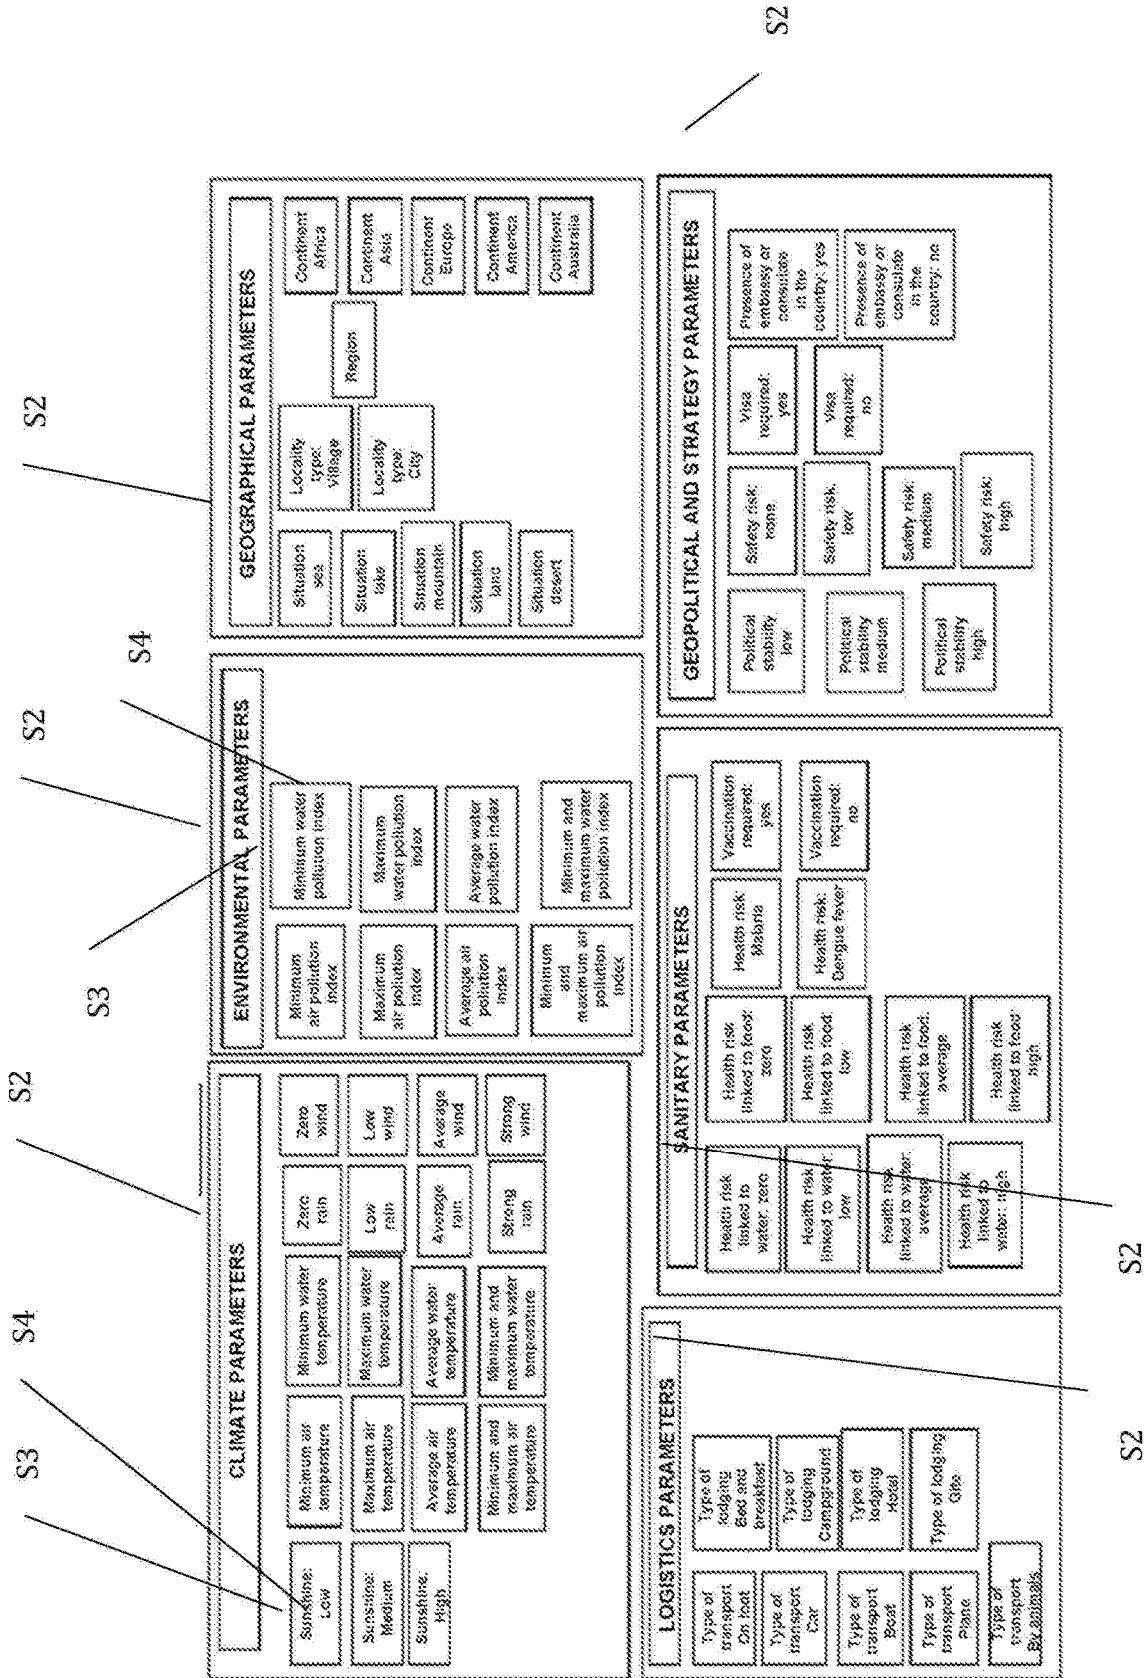 S3
S4
S2
S3
S2
S4
S2
S2
CLIMATE PARAMETERS
Sunshine:
Low
Sunshine:
Medium
Sunshine:
High
Minimum air
temperature
Maximum air
temperature
Average air
temperature
Minimum and
maximum air
temperature
Minimum water
temperature
Maximum water
temperature
Average water
temperature
Minimum and
maximum water
temperature
Zero
rain
Low
rain
Average
rain
Strong
rain
Zero
wind
Low
wind
Average
wind
Strong
wind
ENVIRONMENTAL PARAMETERS
Minimum
air pollution
index
Maximum
air pollution
index
Average air
pollution
index
Minimum
and
maximum air
pollution
index
Minimum water
pollution index
Maximum
water pollution
index
Average water
pollution index
Minimum and
maximum water
pollution index
GEOGRAPHICAL PARAMETERS
Situation
sea
Situation
lake
Situation
mountain
Situation
land
Situation
desert
Locality
type:
Village
Locality
type:
City
Region
Continent
Africa
Continent
Asia
Continent
Europe
Continent
America
Continent
Australia
LOGISTICS PARAMETERS
Type of
transport
On foot
Type of
transport
Car
Type of
transport
Boat
Type of
transport
Plane
Type of
transport
By animals
Type of
lodging
Bed and
breakfast
Type of
lodging
Campground
Type of
lodging
Hotel
Type of lodging
Gite
SANITARY PARAMETERS
Health risk
linked to
water: zero
Health risk
linked to water:
low
Health risk
linked to water:
average
Health risk
linked to
water: high
Health risk
linked to food:
zero
Health risk
linked to food:
low
Health risk
linked to food:
average
Health risk
linked to food:
high
Health risk:
Malaria
Health risk:
Dengue fever
Vaccination
required:
yes
Vaccination
required:
no
GEOPOLITICAL AND STRATEGY PARAMETERS
Political
stability
low
Political
stability
medium
Political
stability
high
Safety risk:
none
Safety risk:
low
Safety risk:
medium
Safety risk:
high
Visa
required:
yes
Visa
required:
no
Presence of
embassy or
consulate
in the
country: yes
Presence of
embassy or
consulate
in the
country: no
S2
S2